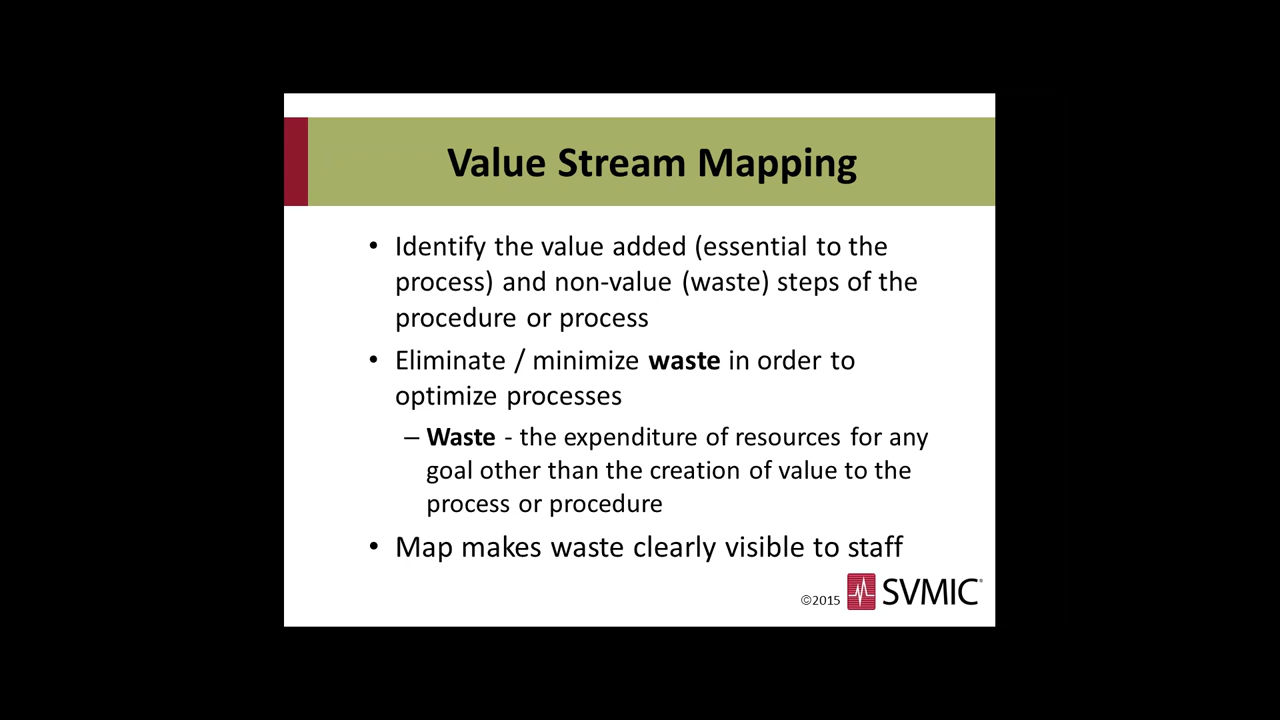 Value Stream Mapping
• Identify the value added (essential to the
process) and non-value (waste) steps of the
procedure or process
• Eliminate / minimize waste in order to
optimize processes
– Waste - the expenditure of resources for any
goal other than the creation of value to the
process or procedure
• Map makes waste clearly visible to staff
©2015 SVMIC®